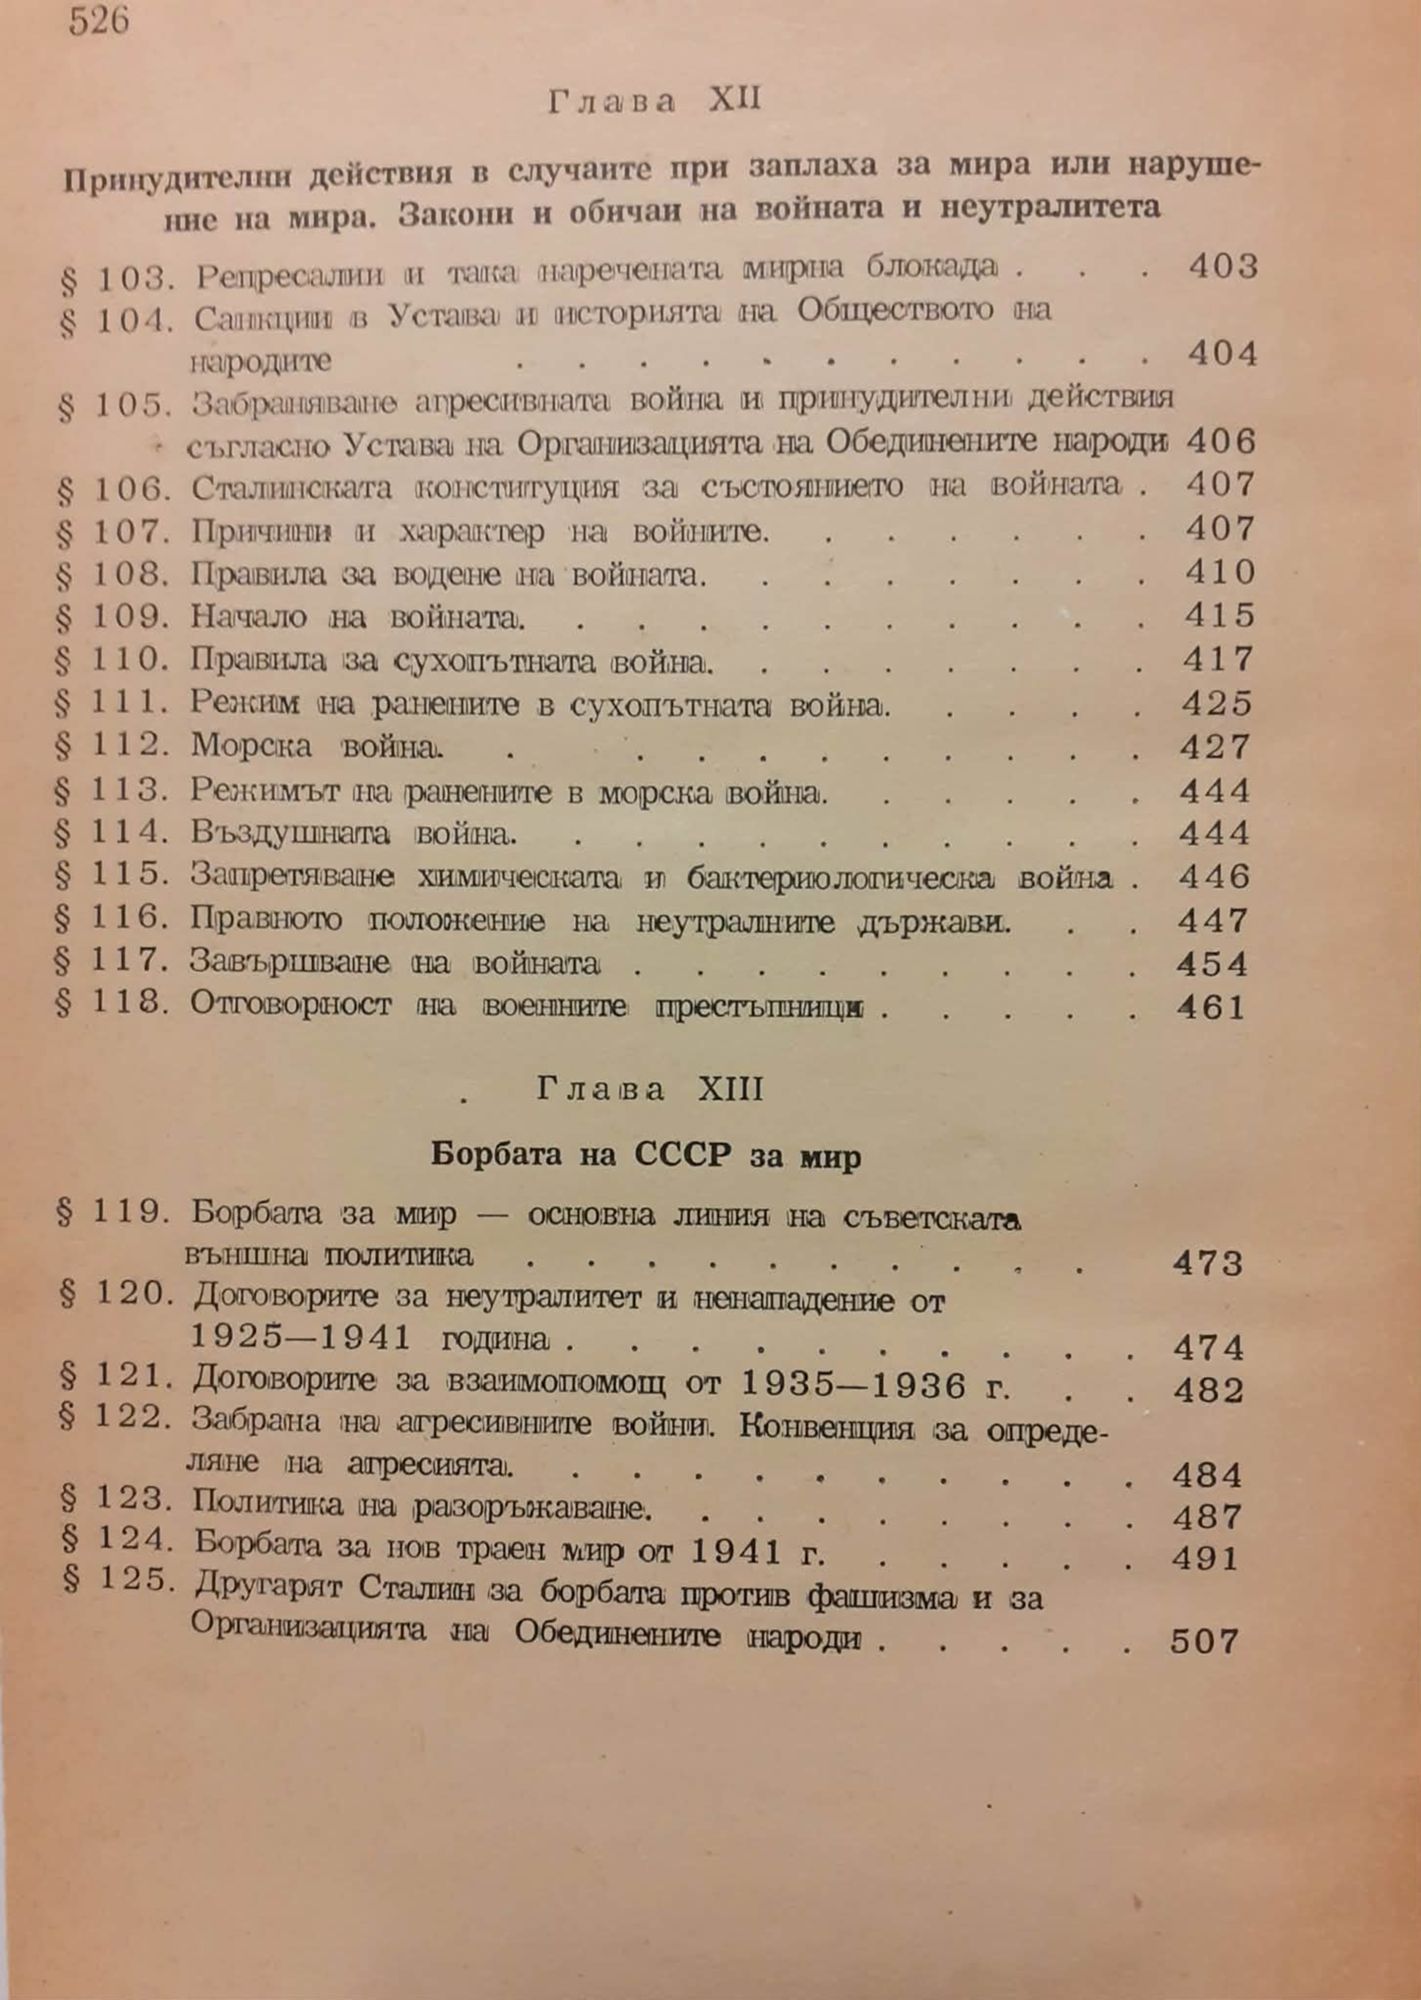 526
Глава XII
Принудителни действия в случаите при заплаха за мира или наруше-
ние на мира. Закони и обичаи на войната и неутралитета
§ 103. Репресалии и така наречената мирна блокада . . . 403
§ 104. Санкции в Устава и историята на Обществото на
народите . . . . . . . . . . . 404
§ 105. Забраняване агресивната война и принудителни действия
съгласно Устава на Организацията на Обединените народи 406
§ 106. Сталинската конституция за състоянието на войната . 407
§ 107. Причини и характер на войните. . . . . . . 407
§ 108. Правила за водене на войната. . . . . . . . 410
§ 109. Начало на войната. . . . . . . . . . . 415
§ 110. Правила за сухопътната война. . . . . . . . 417
§ 111. Режим на ранените в сухопътната война. . . . . 425
§ 112. Морска война. . . . . . . . . . . 427
§ 113. Режимът на ранените в морска война. . . . . . 444
§ 114. Въздушната война. . . . . . . . . . . 444
§ 115. Запретяване химическата и бактериологическа война . 446
§ 116. Правното положение на неутралните държави. . . 447
§ 117. Завършване на войната . . . . . . . . . 454
§ 118. Отговорност на военните престъпници . . . . . 461
Глава XIII
Борбата на СССР за мир
§ 119. Борбата за мир — основна линия на съветската
външна политика . . . . . . . . . . 473
§ 120. Договорите за неутралитет и ненападение от
1925—1941 година . . . . . . . . . . 474
§ 121. Договорите за взаимопомощ от 1935—1936 г. . . 482
§ 122. Забрана на агресивните войни. Конвенция за опреде-
ляне на агресията. . . . . . . . . . . 484
§ 123. Политика на разоръжаване. . . . . . . . . 487
§ 124. Борбата за нов траен мир от 1941 г. . . . . . 491
§ 125. Другарят Сталин за борбата против фашизма и за
Организацията на Обединените народи . . . . . 507